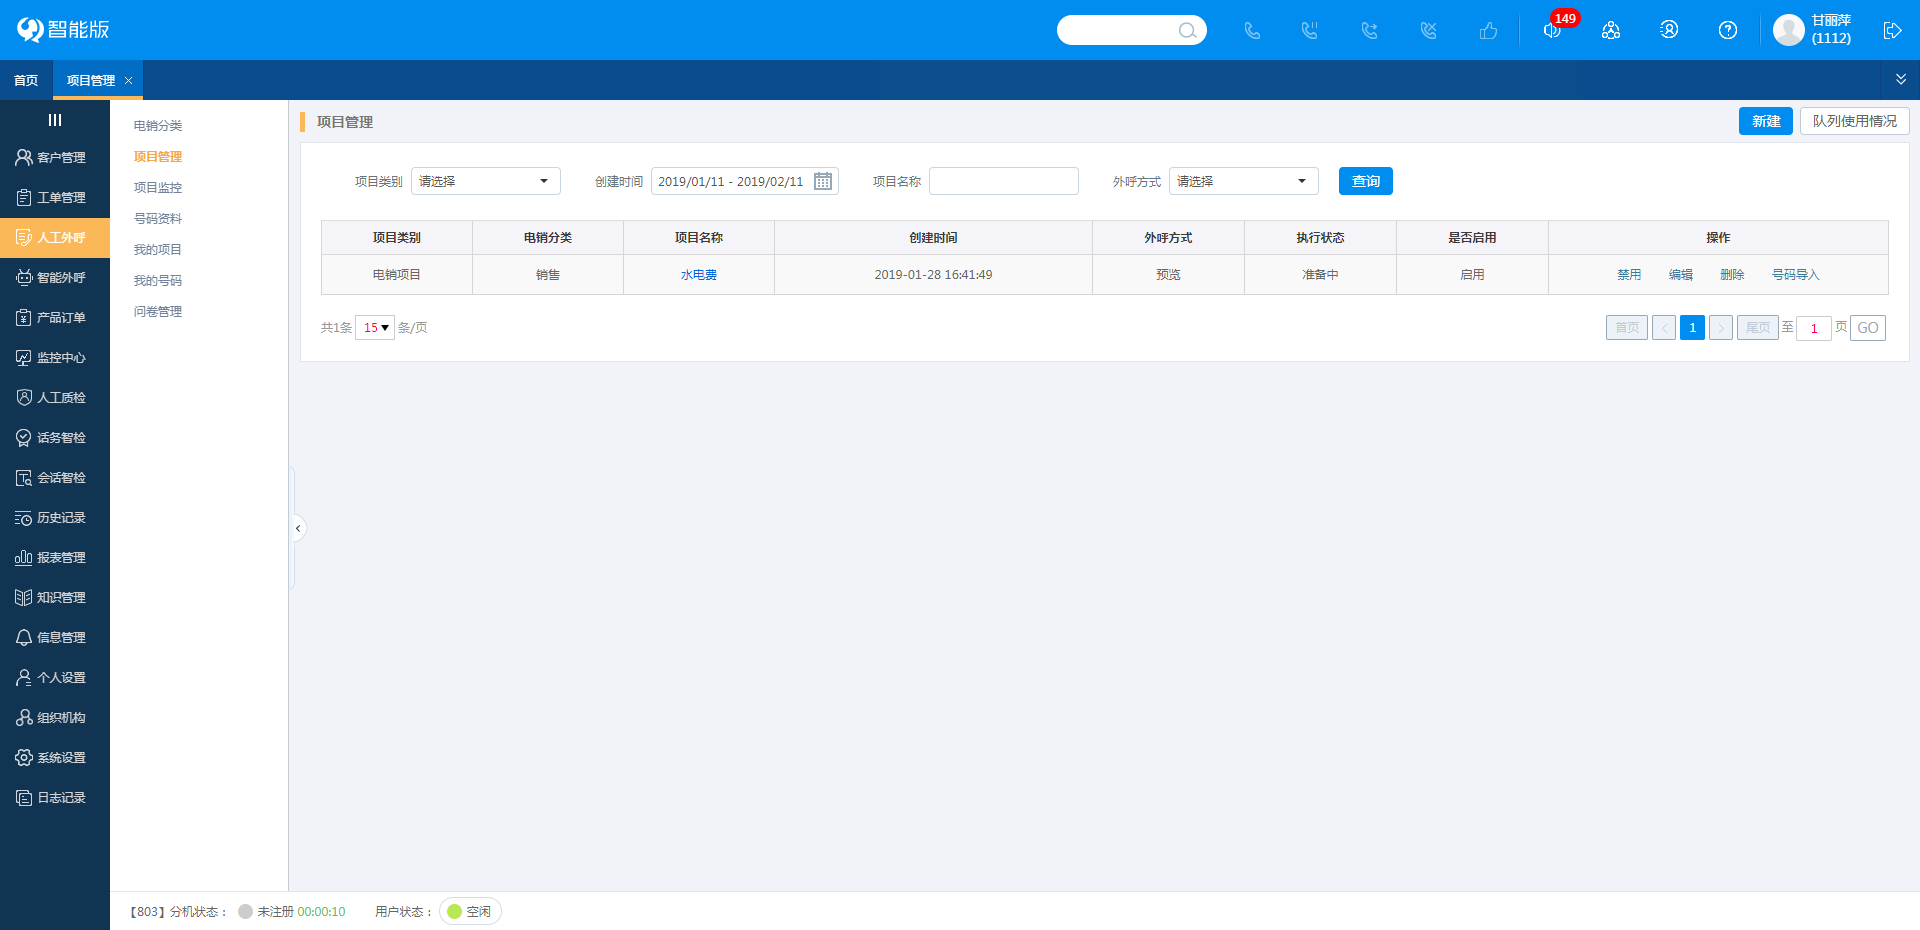 智能版
149
甘丽萍
(1112)
首页
项目管理
客户管理
工单管理
人工外呼
智能外呼
产品订单
监控中心
人工质检
话务智检
会话智检
历史记录
报表管理
知识管理
信息管理
个人设置
组织机构
系统设置
日志记录
电销分类
项目管理
项目监控
号码资料
我的项目
我的号码
问卷管理
项目管理
新建 队列使用情况
项目类别 请选择 创建时间 2019/01/11 - 2019/02/11 项目名称 外呼方式 请选择 查询
项目类别 电销分类 项目名称 创建时间 外呼方式 执行状态 是否启用 操作
电销项目 销售 水电费 2019-01-28 16:41:49 预览 准备中 启用 禁用 编辑 删除 号码导入
共1条 15 条/页 首页 < 1 > 尾页 至 1 页 GO
【803】分机状态： 未注册 00:00:10 用户状态： 空闲